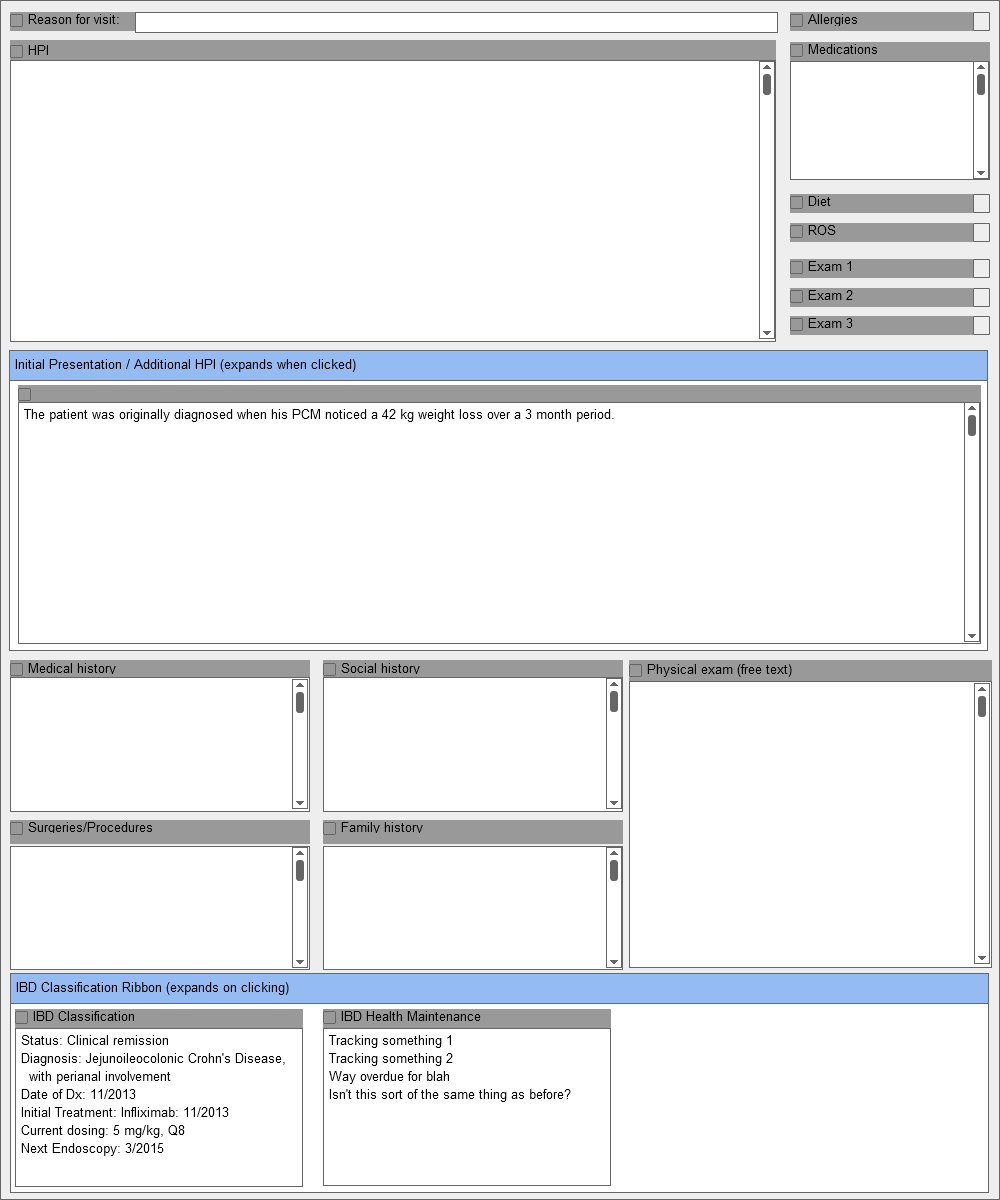 Reason for visit:
Allergies
HPI
Medications
Diet
ROS
Exam 1
Exam 2
Exam 3
Initial Presentation / Additional HPI (expands when clicked)
The patient was originally diagnosed when his PCM noticed a 42 kg weight loss over a 3 month period.
Medical history
Social history
Physical exam (free text)
Surgeries/Procedures
Family history
IBD Classification Ribbon (expands on clicking)
IBD Classification
Status: Clinical remission
Diagnosis: Jejunoileocolonic Crohn's Disease,
with perianal involvement
Date of Dx: 11/2013
Initial Treatment: Infliximab: 11/2013
Current dosing: 5 mg/kg, Q8
Next Endoscopy: 3/2015
IBD Health Maintenance
Tracking something 1
Tracking something 2
Way overdue for blah
Isn't this sort of the same thing as before?